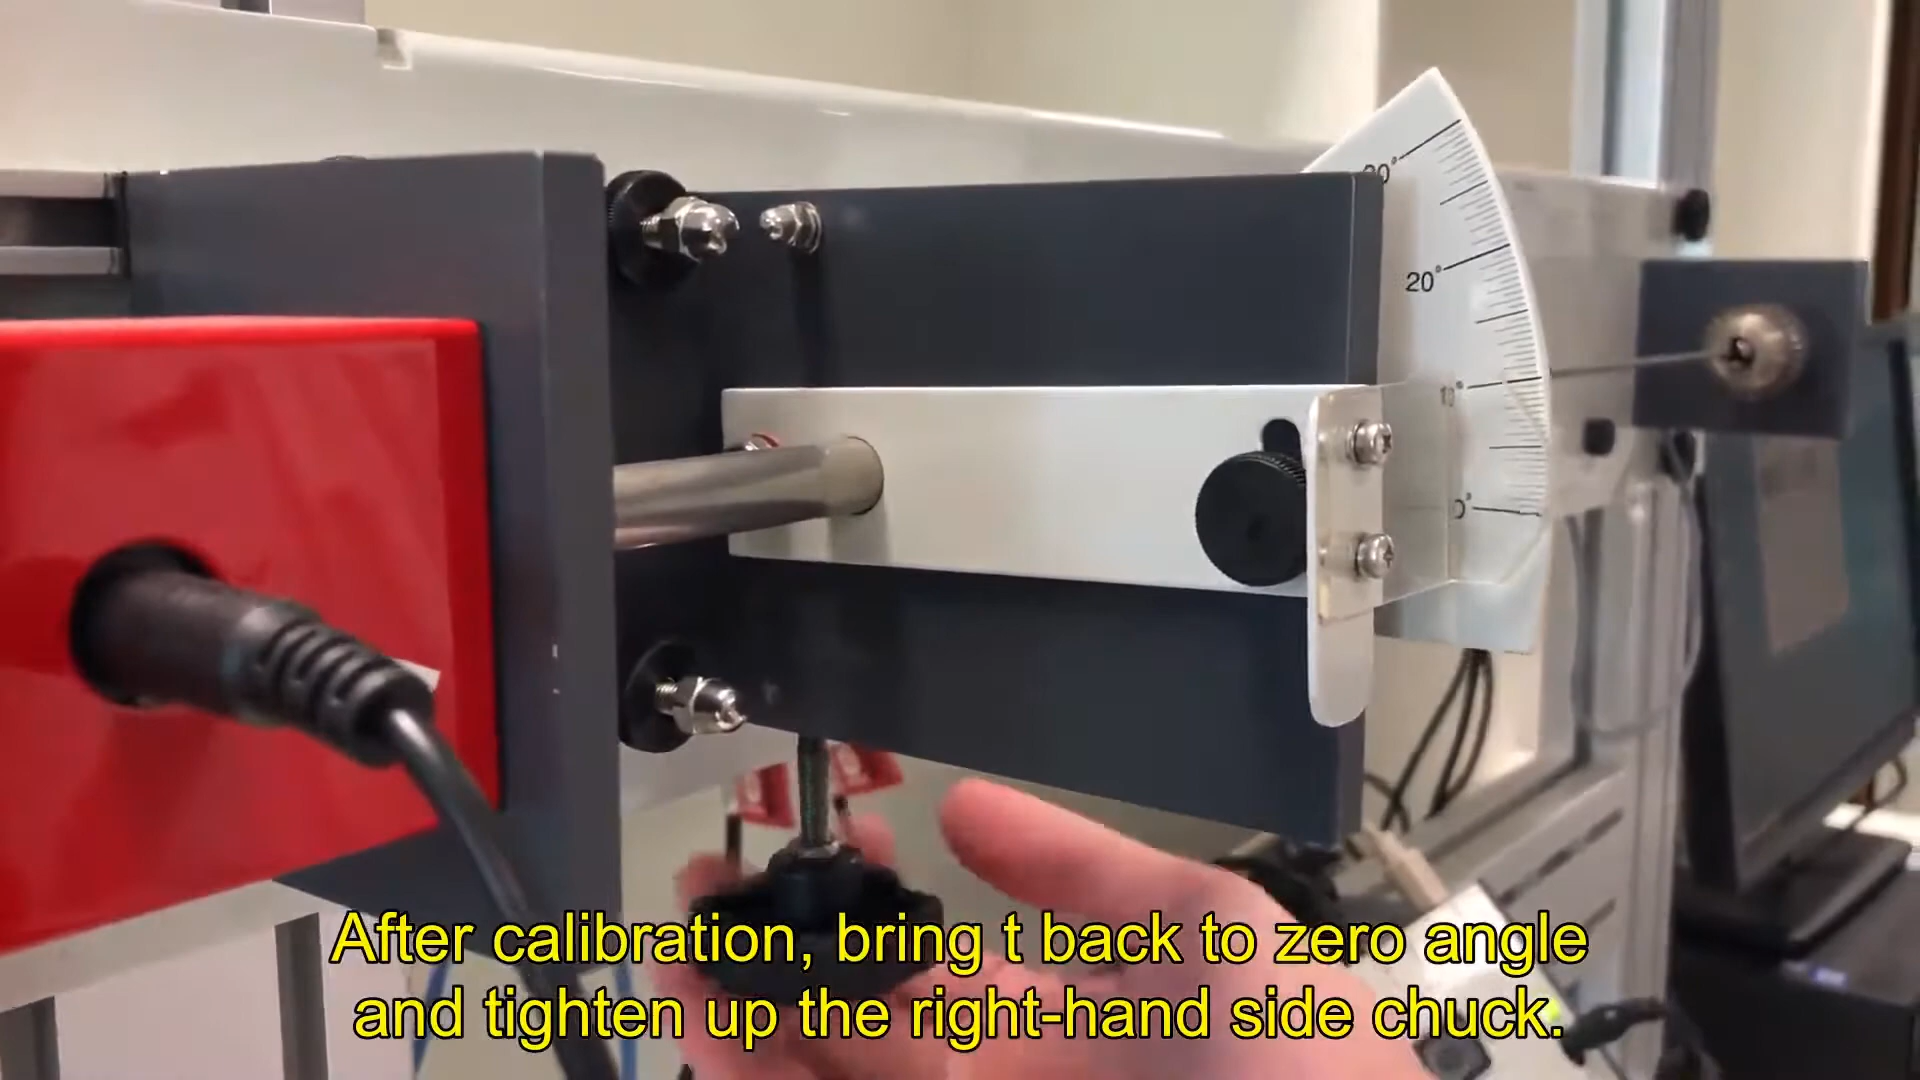 20°
After calibration, bring t back to zero angle
and tighten up the right-hand side chuck.